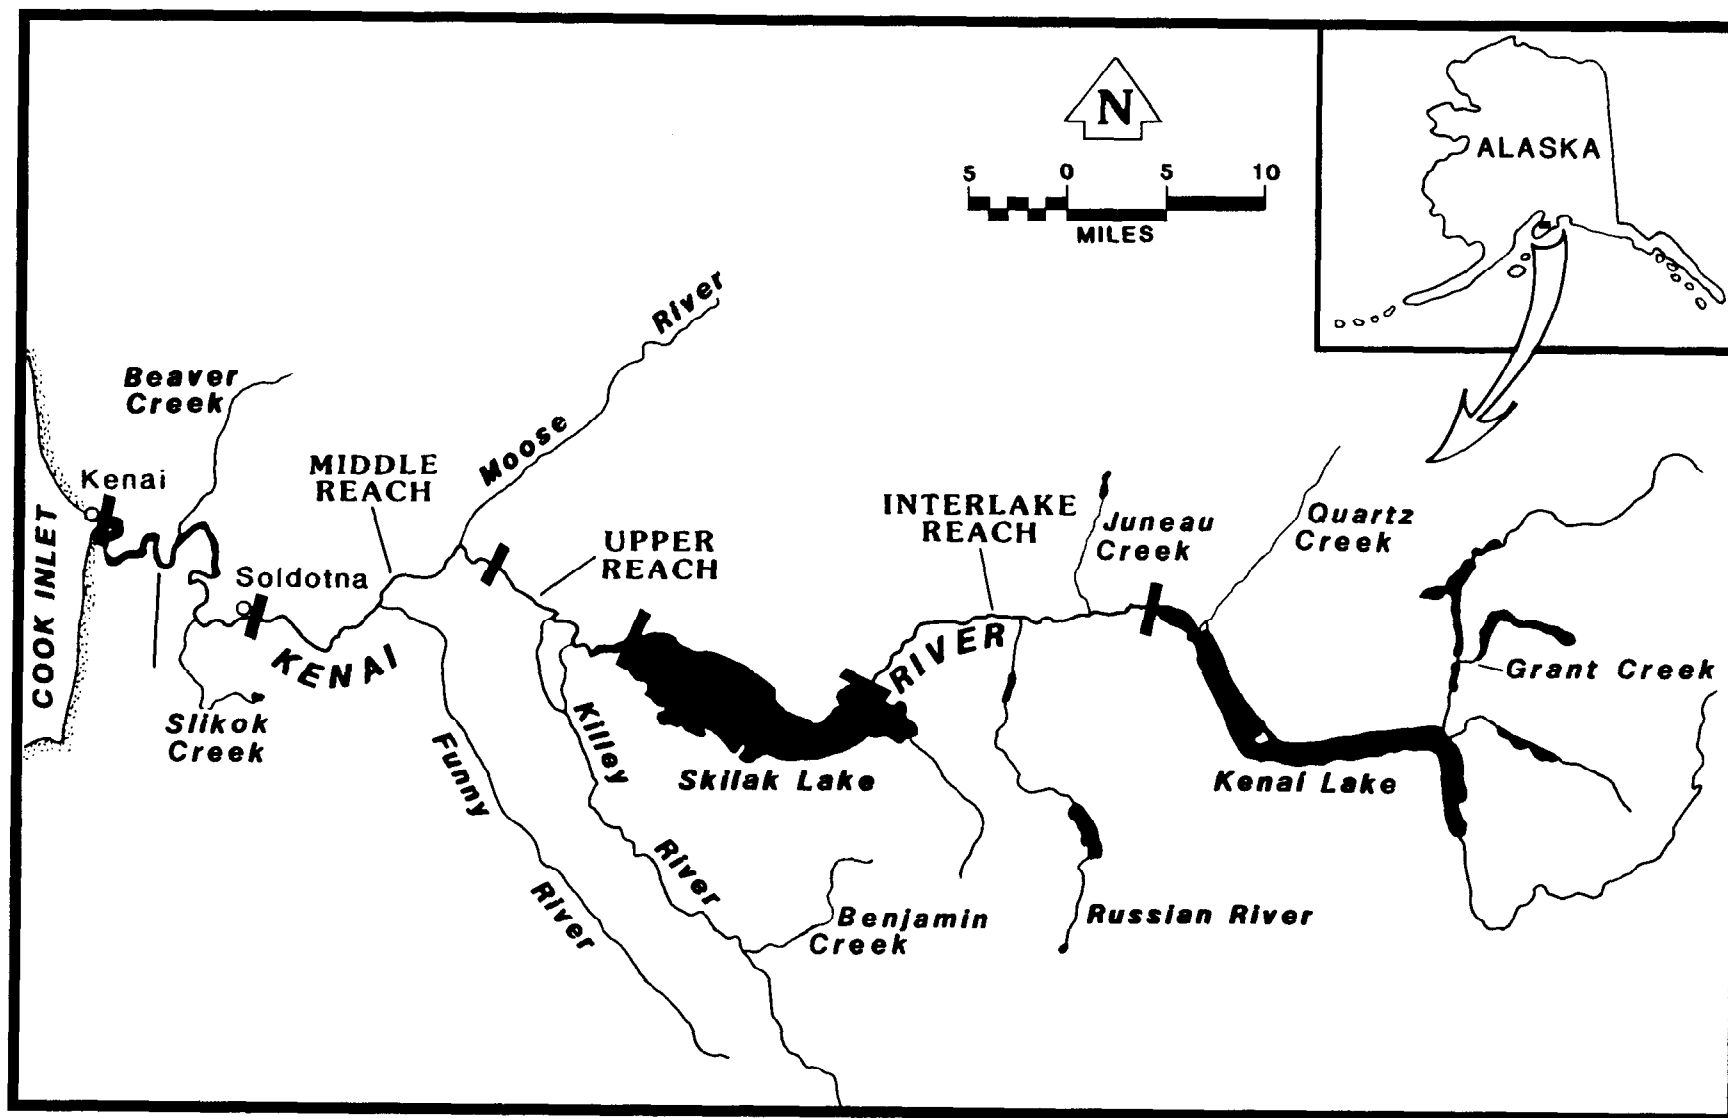 N
5 0 5 10
MILES
ALASKA
River
Beaver
Creek
Moose
MIDDLE
REACH
Kenai
INTERLAKE
REACH
Juneau
Creek
Quartz
Creek
UPPER
REACH
COOK INLET
Soldotna
KENAI
RIVER
Grant Creek
Slikok
Creek
Funny
River
Killey
River
Skilak Lake
Kenai Lake
Benjamin
Creek
Russian River